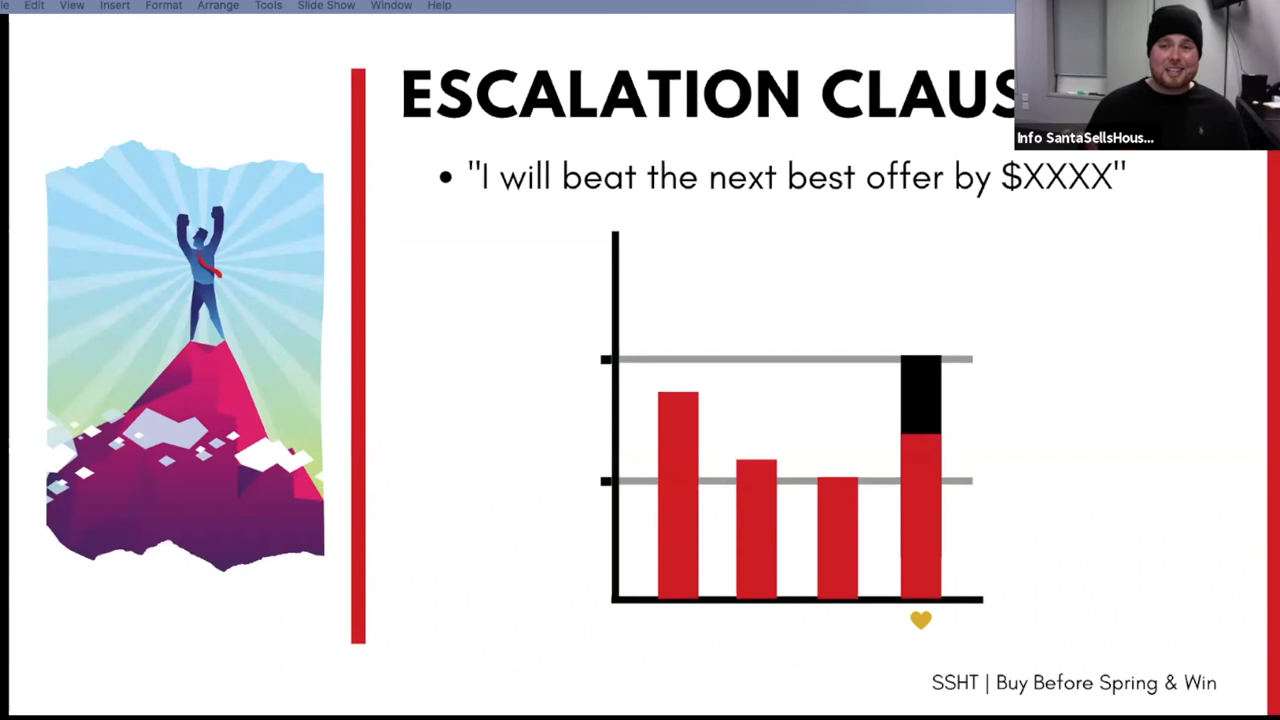 le Edit View Insert Format Arrange Tools Slide Show Window Help
ESCALATION CLAUS
Info SantaSellsHous...
• "I will beat the next best offer by $XXXX"
SSHT | Buy Before Spring & Win